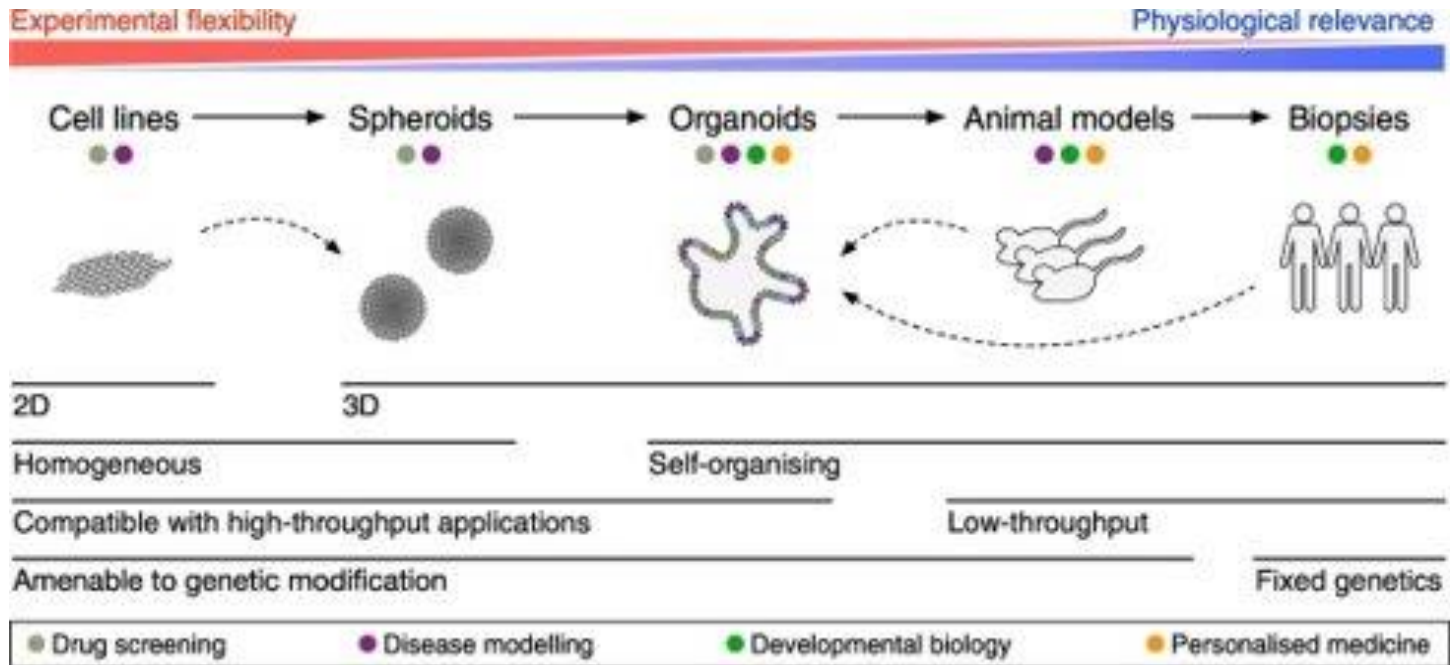 Experimental flexibility
Physiological relevance
Cell lines
Spheroids
Organoids
Animal models
Biopsies
2D
3D
Homogeneous
Self-organising
Compatible with high-throughput applications
Low-throughput
Amenable to genetic modification
Fixed genetics
Drug screening
Disease modelling
Developmental biology
Personalised medicine